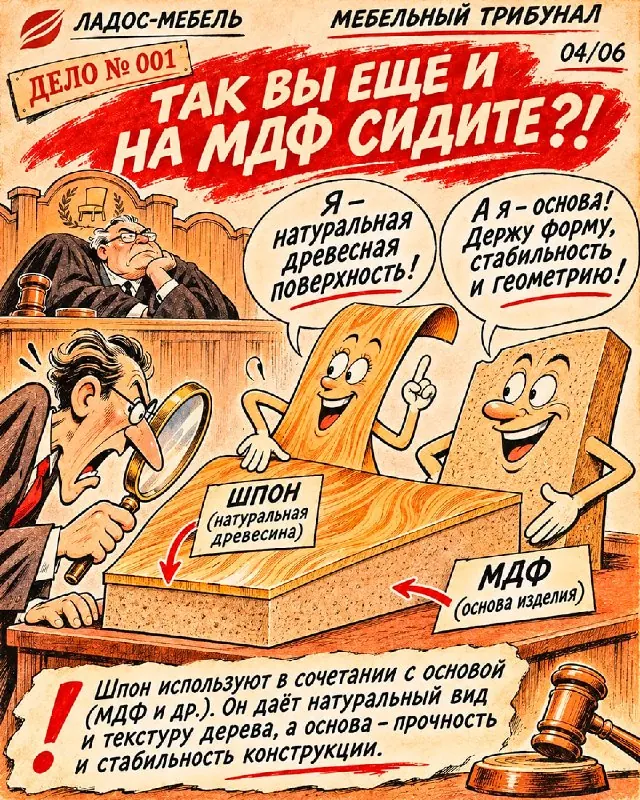 ЛАДОС-МЕБЕЛЬ
МЕБЕЛЬНЫЙ ТРИБУНАЛ
04/06
ДЕЛО № 001
ТАК ВЫ ЕЩЕ И
НА МДФ СИДИТЕ?!
Я –
натуральная
древесная
поверхность!
А я – основа!
Держу форму,
стабильность
и геометрию!
ШПОН
(натуральная
древесина)
МДФ
(основа изделия)
! Шпон используют в сочетании с основой
(МДФ и др.). Он даёт натуральный вид
и текстуру дерева, а основа – прочность
и стабильность конструкции.